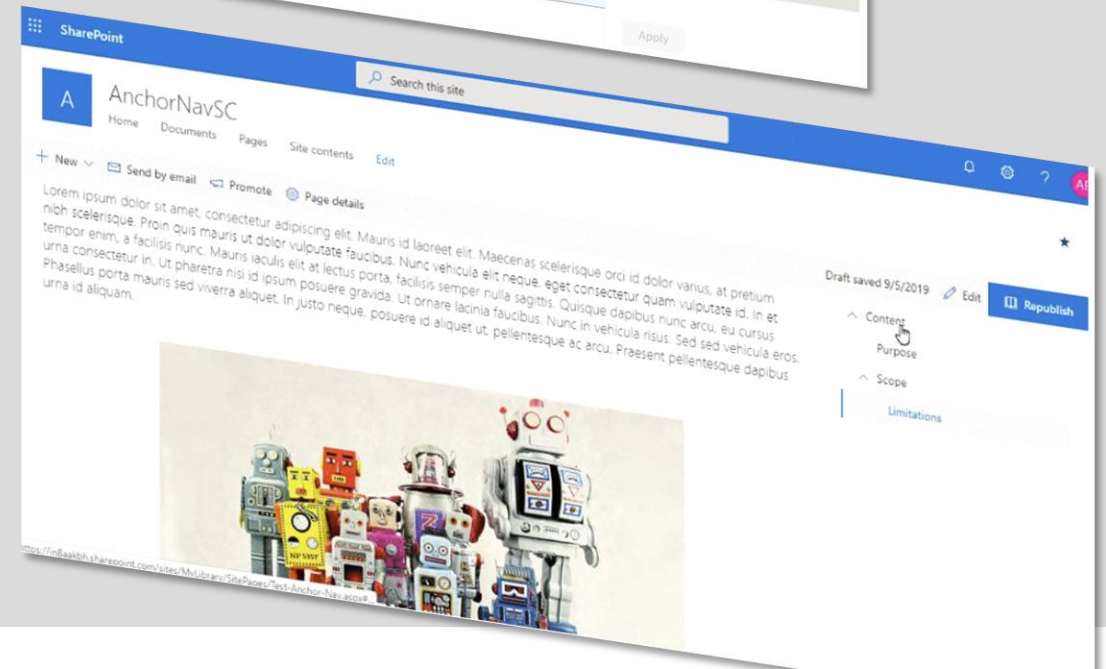 Apply
SharePoint
Search this site
A
AnchorNavSC
Home Documents Pages Site contents Edit
New Send by email Promote Page details
Draft saved 9/5/2019 Edit Republish
Lorem ipsum dolor sit amet, consectetur adipiscing elit. Mauris id laoreet elit. Maecenas scelerisque orci id dolor varius, at pretium
nibh scelerisque. Proin quis mauris ut dolor vulputate faucibus. Nunc vehicula elit neque, eget consectetur quam vulputate id. In et
tempor enim, a facilisis nunc. Mauris iaculis elit at lectus porta, facilisis semper nulla sagittis. Quisque dapibus nunc arcu, eu cursus
urna consectetur in. Ut pharetra nisi id ipsum posuere gravida. Ut ornare lacinia faucibus. Nunc in vehicula risus. Sed sed vehicula eros.
Phasellus porta mauris sed viverra aliquet. In justo neque, posuere id aliquet ut, pellentesque ac arcu. Praesent pellentesque dapibus
urna id aliquam.
Content
Purpose
Scope
Limitations